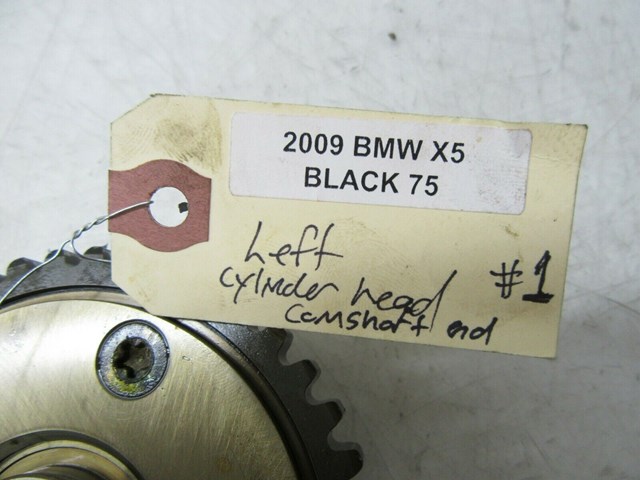 2009 BMW X5
BLACK 75
Left
cylinder head
camshaft end
#1